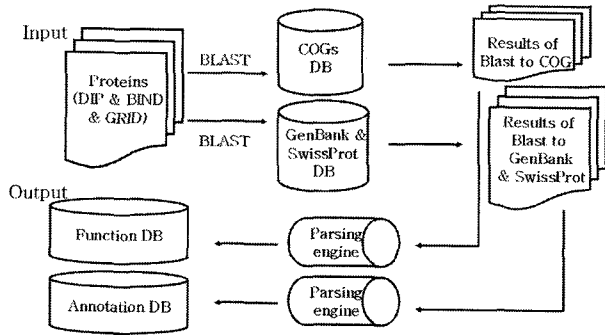 Input
Proteins
(DIP & BIND
& GRID)
BLAST
BLAST
COGs
DB
GenBank &
SwissProt
DB
Results of
Blast to COG
Results of
Blast to
GenBank
& SwissProt
Output
Function DB
Parsing
engine
Annotation DB
Parsing
engine